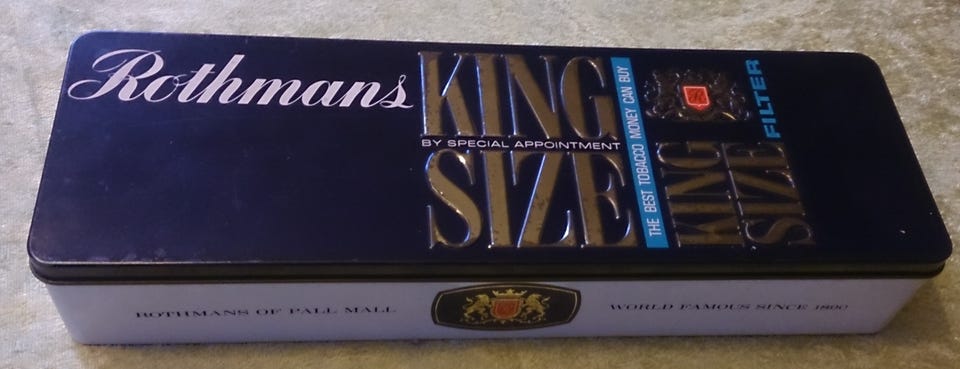 Rothmans
KING
BY SPECIAL APPOINTMENT
SIZE
THE BEST TOBACCO MONEY CAN BUY
KING
SIZE
FILTER
ROTHMANS OF PALL MALL
WORLD FAMOUS SINCE 1890